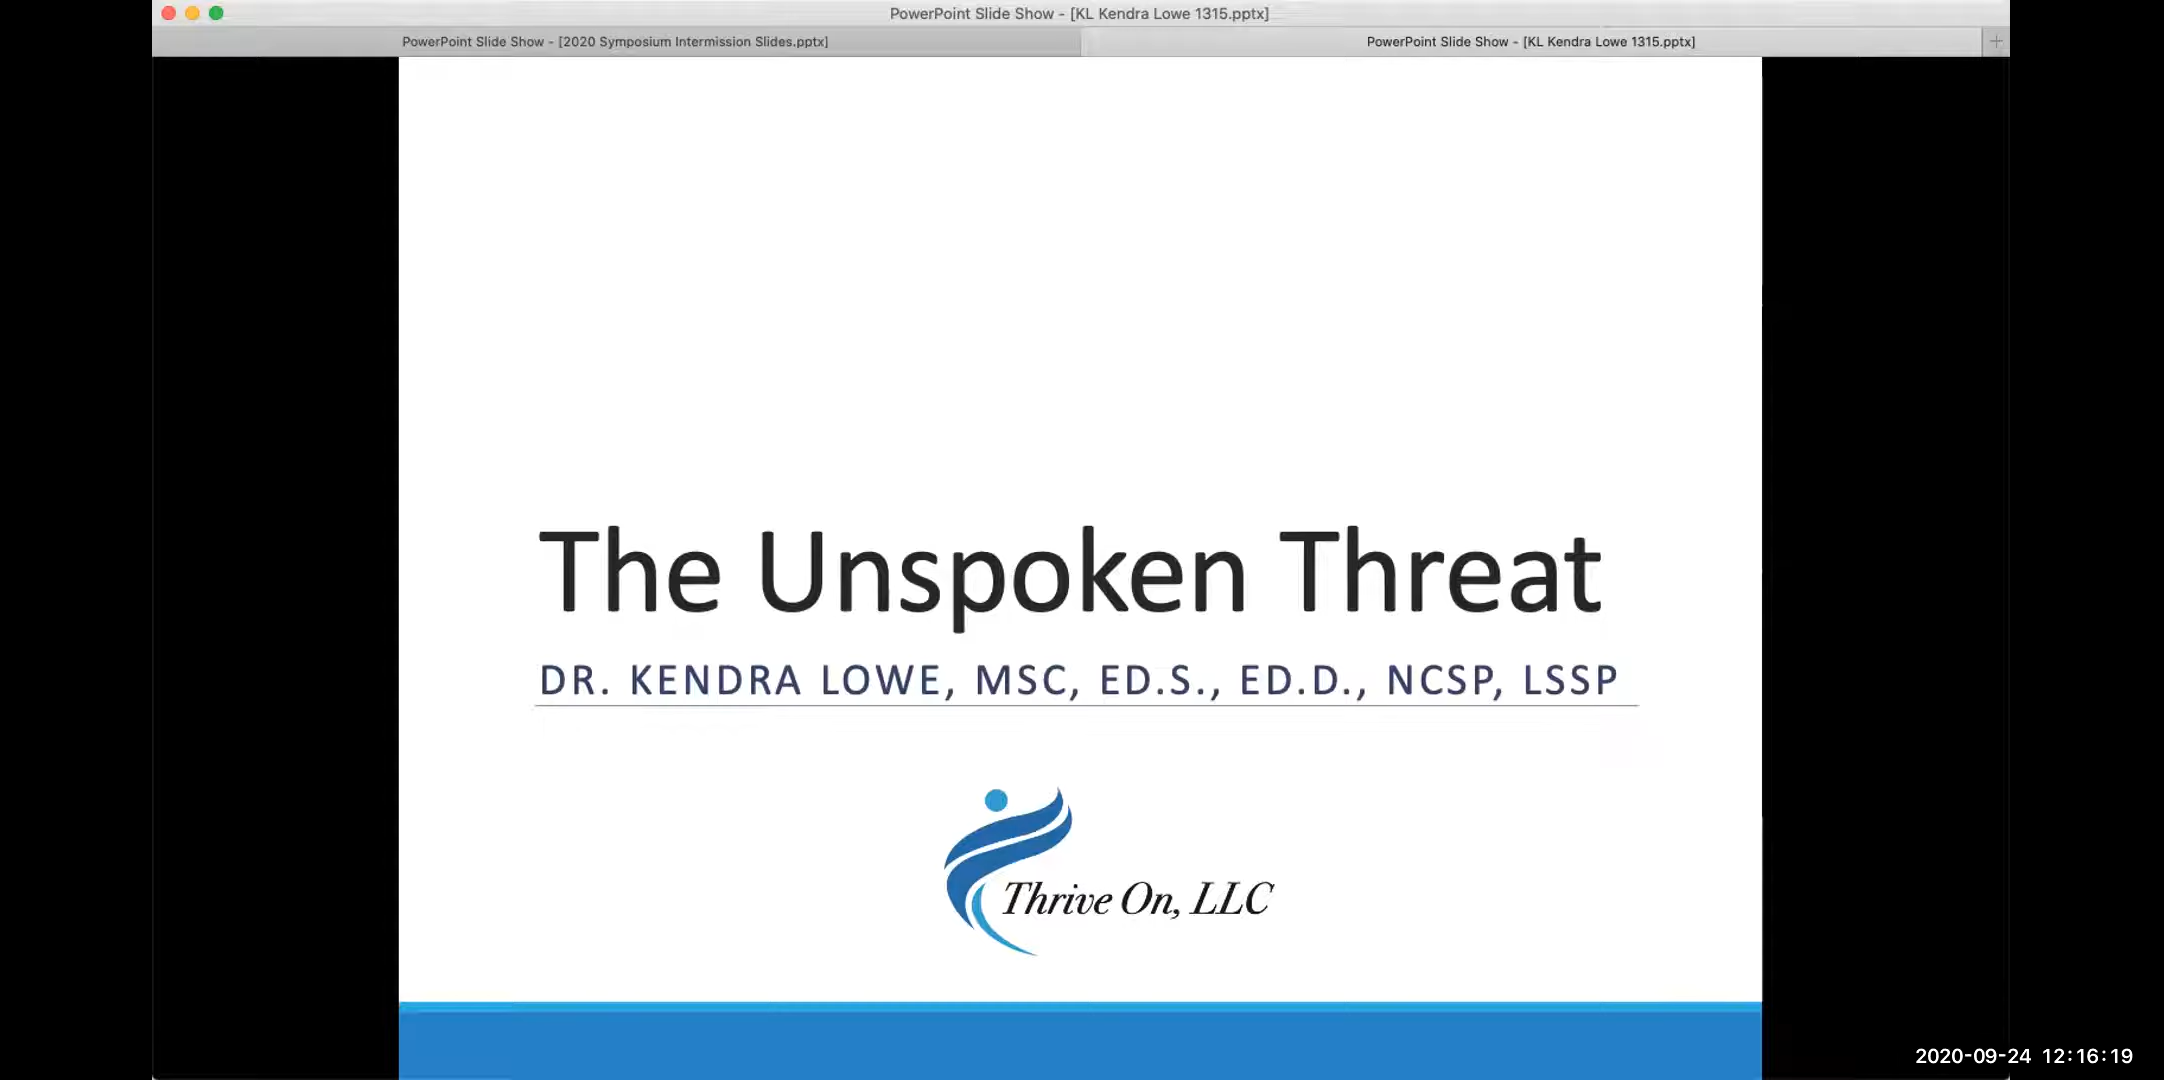 PowerPoint Slide Show - [KL Kendra Lowe 1315.pptx]
PowerPoint Slide Show - [2020 Symposium Intermission Slides.pptx]
PowerPoint Slide Show - [KL Kendra Lowe 1315.pptx]
The Unspoken Threat
DR. KENDRA LOWE, MSC, ED.S., ED.D., NCSP, LSSP
Thrive On, LLC
2020-09-24 12:16:19